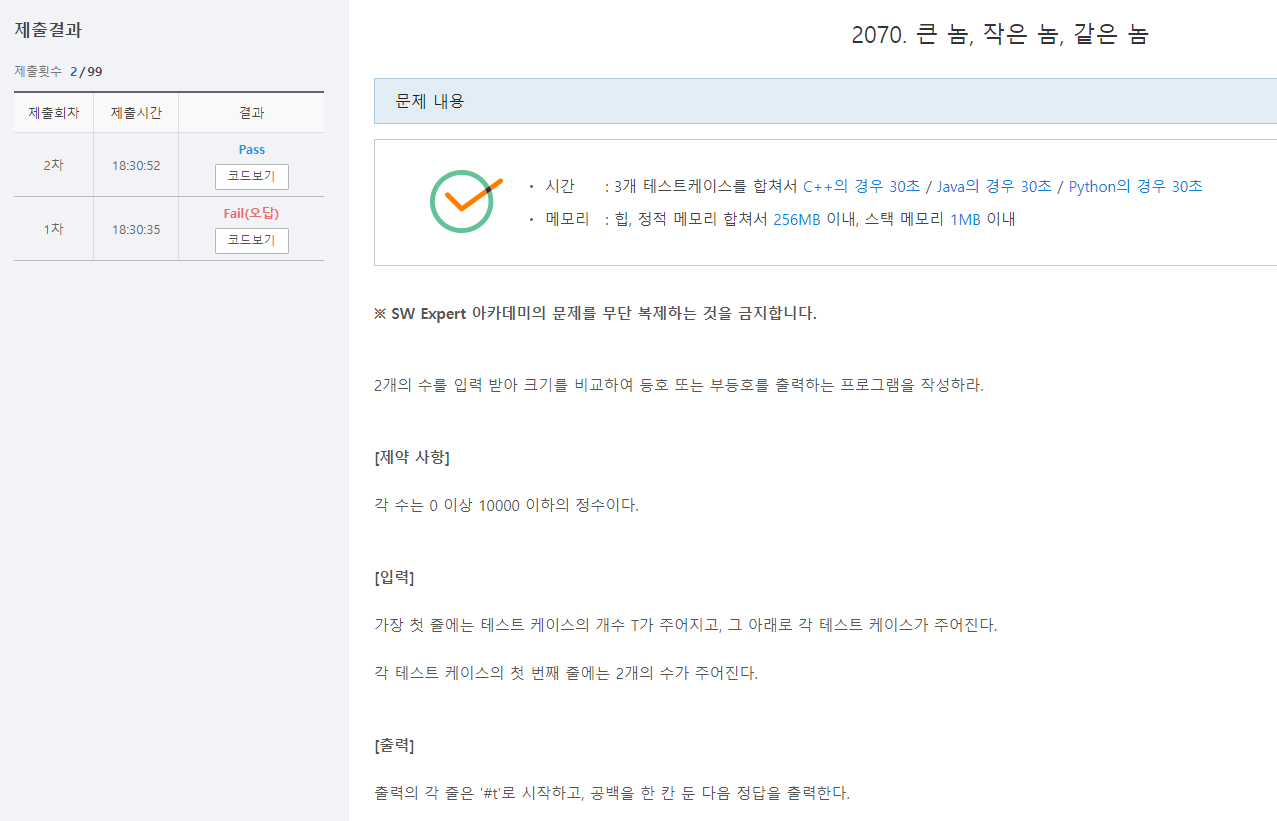 제출결과
제출횟수 2/99
제출회차 제출시간 결과
2차 18:30:52 Pass
코드보기
1차 18:30:35 Fail(오답)
코드보기
2070. 큰 놈, 작은 놈, 같은 놈
문제 내용
• 시간 : 3개 테스트케이스를 합쳐서 C++의 경우 30초 / Java의 경우 30초 / Python의 경우 30초
• 메모리 : 힙, 정적 메모리 합쳐서 256MB 이내, 스택 메모리 1MB 이내
※ SW Expert 아카데미의 문제를 무단 복제하는 것을 금지합니다.
2개의 수를 입력 받아 크기를 비교하여 등호 또는 부등호를 출력하는 프로그램을 작성하라.
[제약 사항]
각 수는 0 이상 10000 이하의 정수이다.
[입력]
가장 첫 줄에는 테스트 케이스의 개수 T가 주어지고, 그 아래로 각 테스트 케이스가 주어진다.
각 테스트 케이스의 첫 번째 줄에는 2개의 수가 주어진다.
[출력]
출력의 각 줄은 '#t'로 시작하고, 공백을 한 칸 둔 다음 정답을 출력한다.